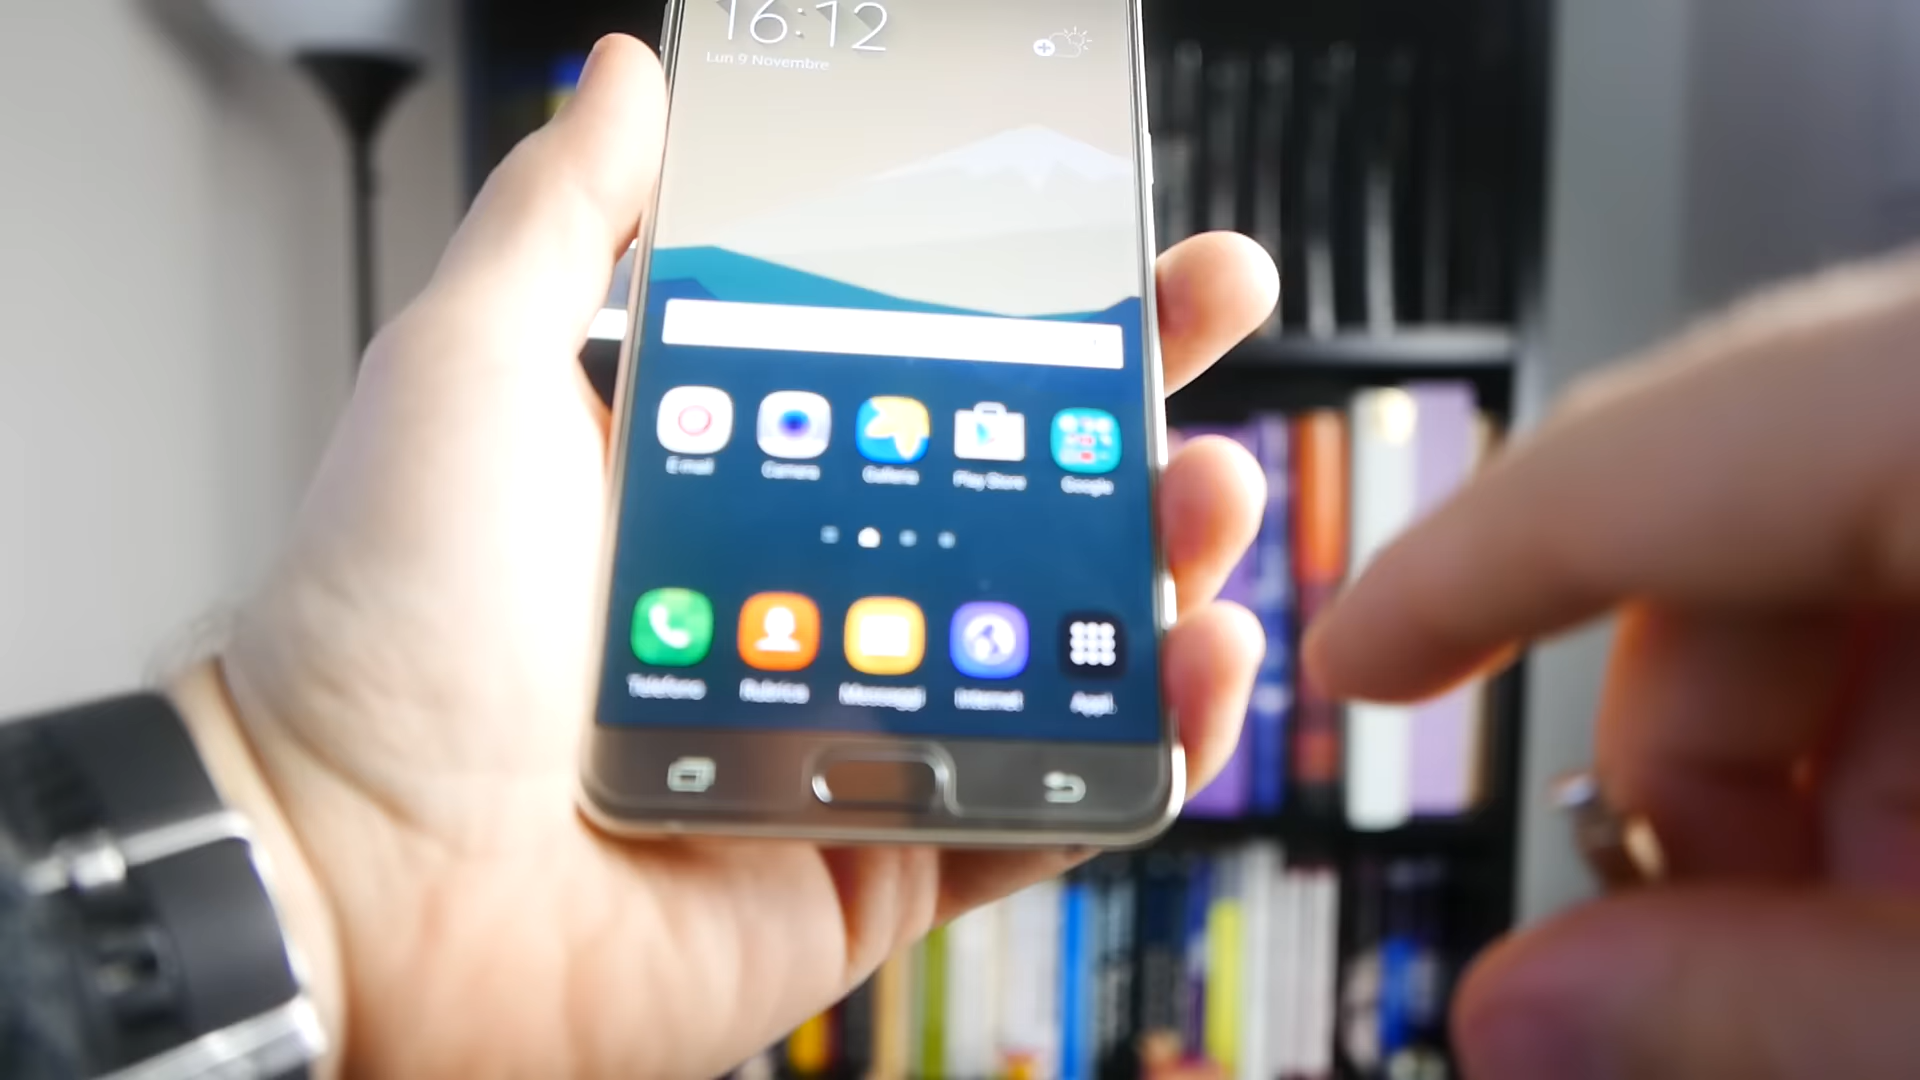 16:12
Lun 9 Novembre
E-mail Camera Galleria Play Store Google
Telefono Rubrica Messaggi Internet Appl.